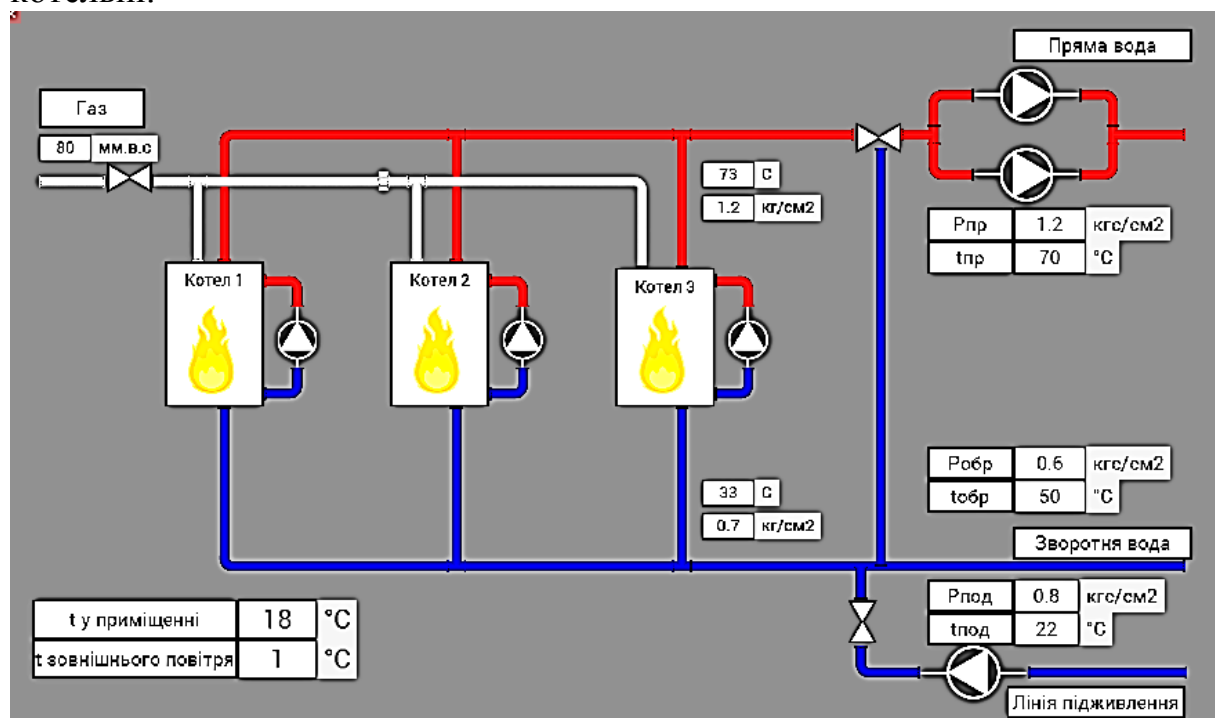 котельні.
Пряма вода
Газ
80 мм.в.с
73 С
1.2 кг/см2
Рпр 1.2 кгс/см2
tпр 70 °C
Котел 1
Котел 2
Котел 3
Робр 0.6 кгс/см2
tобр 50 °C
33 С
0.7 кг/см2
Зворотня вода
Рпод 0.8 кгс/см2
tпод 22 °C
t у приміщенні 18 °C
t зовнішнього повітря 1 °C
Лінія підживлення